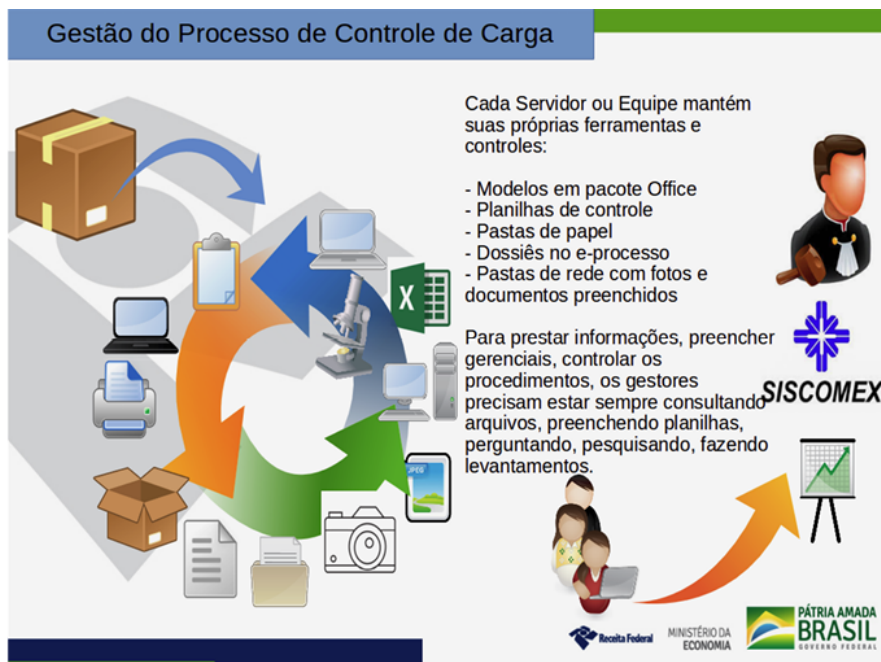 Gestão do Processo de Controle de Carga
Cada Servidor ou Equipe mantém
suas próprias ferramentas e
controles:
- Modelos em pacote Office
- Planilhas de controle
- Pastas de papel
- Dossiês no e-processo
- Pastas de rede com fotos e
documentos preenchidos
Para prestar informações, preencher
gerenciais, controlar os
procedimentos, os gestores
precisam estar sempre consultando
arquivos, preenchendo planilhas,
perguntando, pesquisando, fazendo
levantamentos.
SISCOMEX
X
JPEG
Receita Federal
MINISTÉRIO DA
ECONOMIA
PÁTRIA AMADA
BRASIL
GOVERNO FEDERAL